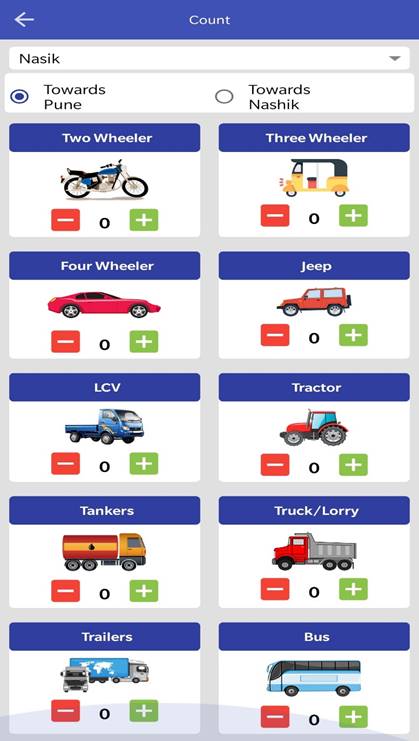 Count
Nasik
Towards
Pune
Towards
Nashik
Two Wheeler
Three Wheeler
0
0
Four Wheeler
Jeep
0
0
LCV
Tractor
0
0
Tankers
Truck/Lorry
0
0
Trailers
Bus
0
0